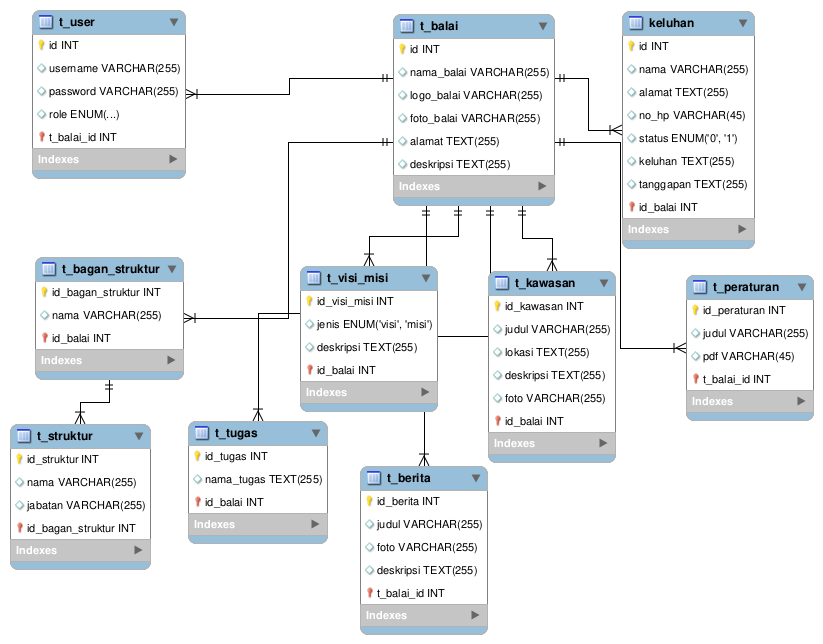 t_user
id INT
username VARCHAR(255)
password VARCHAR(255)
role ENUM(...)
t_balai_id INT
Indexes
t_balai
id INT
nama_balai VARCHAR(255)
logo_balai VARCHAR(255)
foto_balai VARCHAR(255)
alamat TEXT(255)
deskripsi TEXT(255)
Indexes
keluhan
id INT
nama VARCHAR(255)
alamat TEXT(255)
no_hp VARCHAR(45)
status ENUM('0', '1')
keluhan TEXT(255)
tanggapan TEXT(255)
id_balai INT
Indexes
t_bagan_struktur
id_bagan_struktur INT
nama VARCHAR(255)
id_balai INT
Indexes
t_visi_misi
id_visi_misi INT
jenis ENUM('visi', 'misi')
deskripsi TEXT(255)
id_balai INT
Indexes
t_kawasan
id_kawasan INT
judul VARCHAR(255)
lokasi TEXT(255)
deskripsi TEXT(255)
foto VARCHAR(255)
id_balai INT
Indexes
t_peraturan
id_peraturan INT
judul VARCHAR(255)
pdf VARCHAR(45)
t_balai_id INT
Indexes
t_struktur
id_struktur INT
nama VARCHAR(255)
jabatan VARCHAR(255)
id_bagan_struktur INT
Indexes
t_tugas
id_tugas INT
nama_tugas TEXT(255)
id_balai INT
Indexes
t_berita
id_berita INT
judul VARCHAR(255)
foto VARCHAR(255)
deskripsi TEXT(255)
t_balai_id INT
Indexes